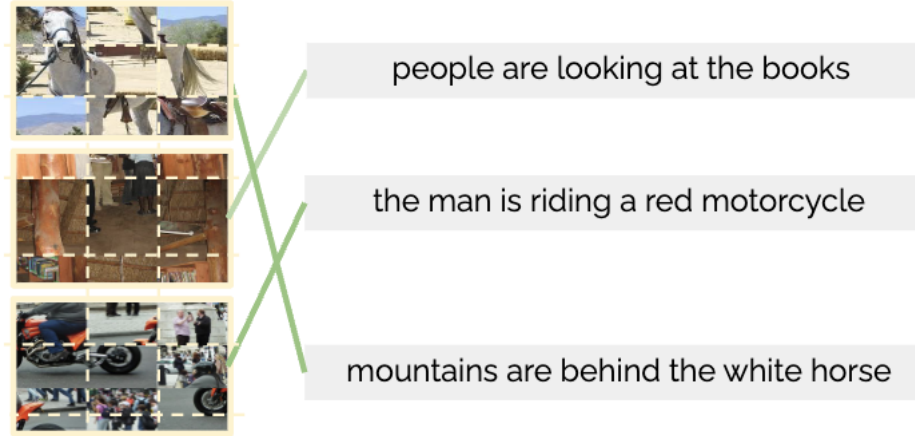 people are looking at the books
the man is riding a red motorcycle
mountains are behind the white horse